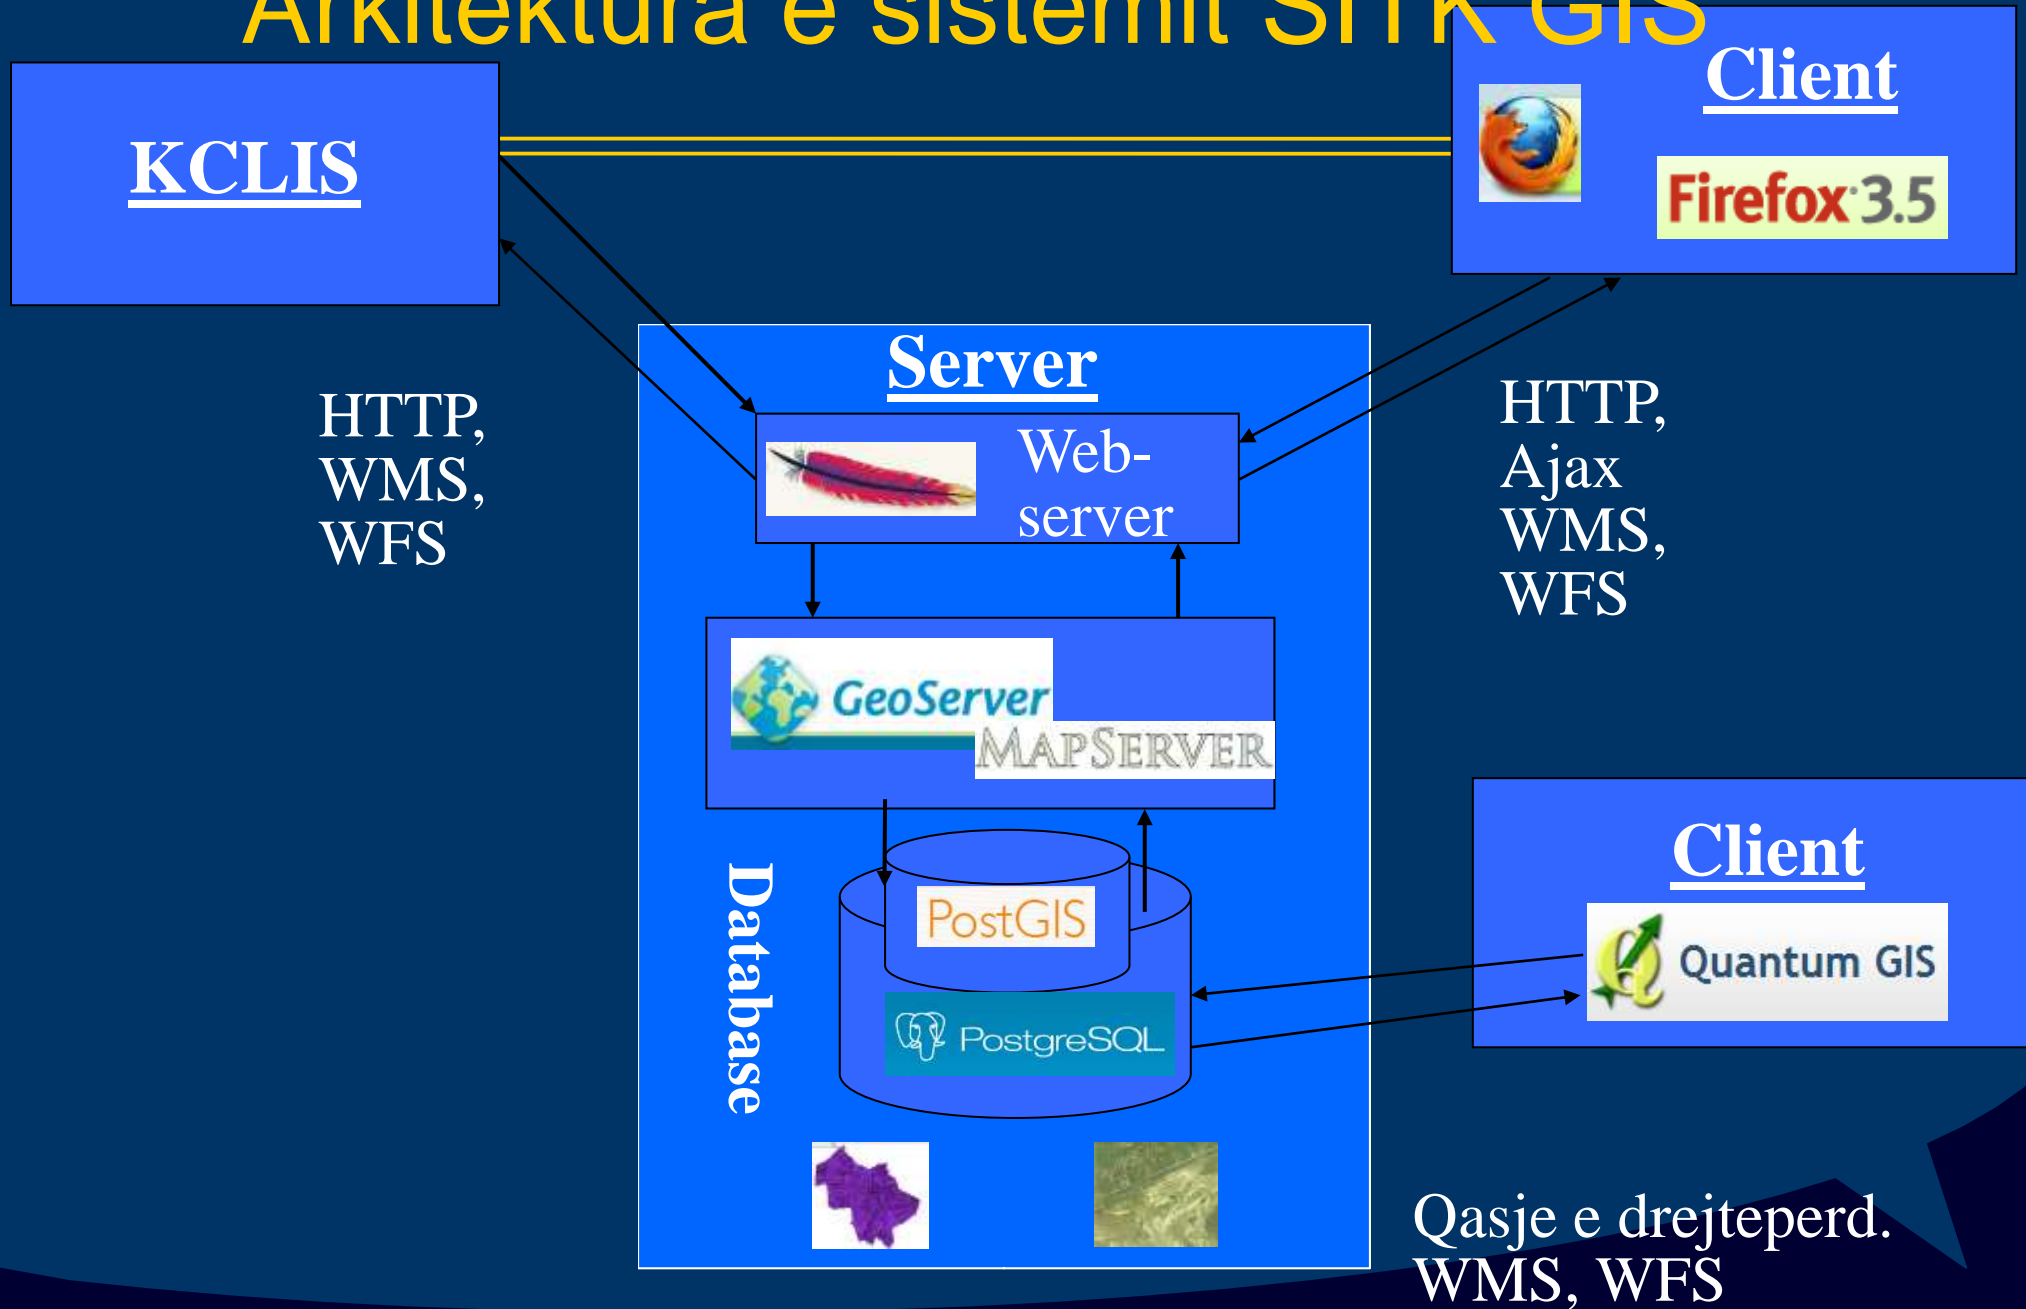 Arkitektura e sistemit SITK GIS
KCLIS
Client
Firefox 3.5
Server
HTTP,
WMS,
WFS
Web-
server
HTTP,
Ajax
WMS,
WFS
GeoServer
MAPSERVER
Database
PostGIS
PostgreSQL
Client
Quantum GIS
Qasje e drejteperd.
WMS, WFS